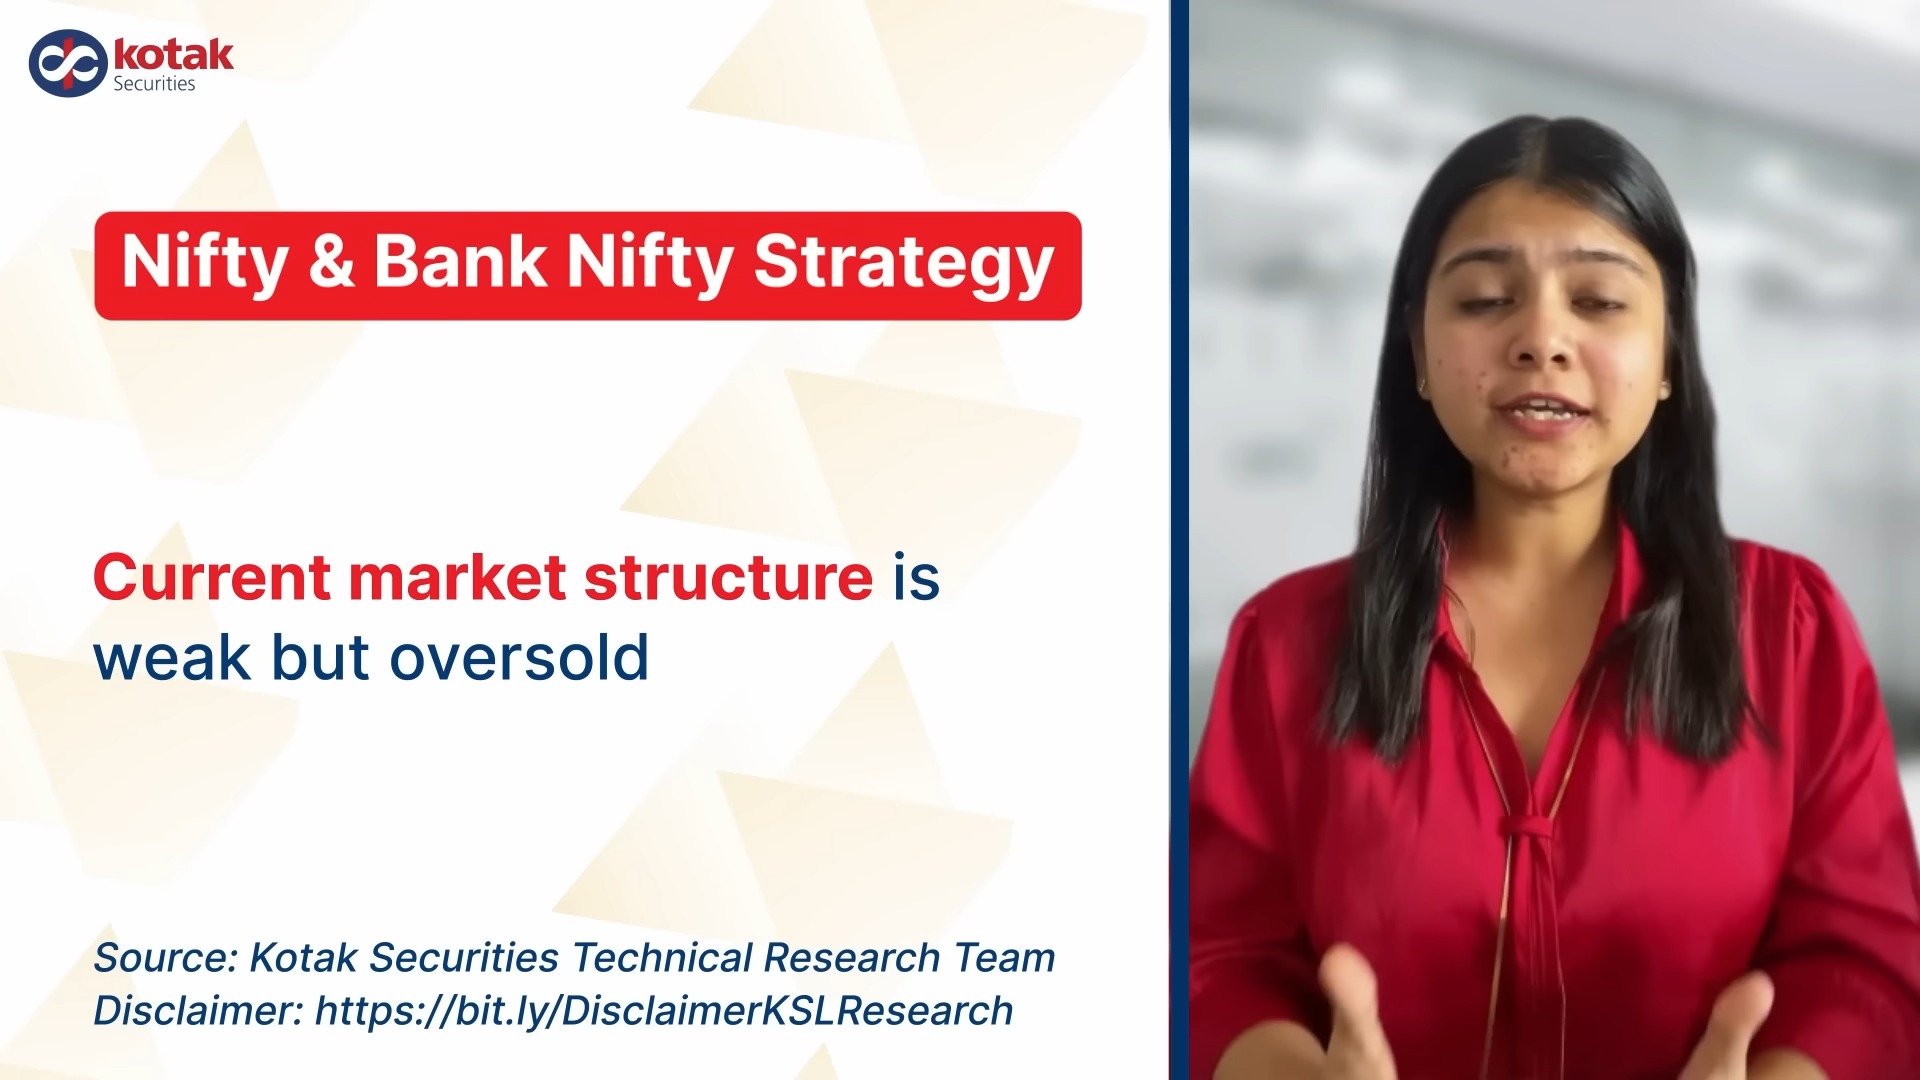 kotak
Securities
Nifty & Bank Nifty Strategy
Current market structure is
weak but oversold
Source: Kotak Securities Technical Research Team
Disclaimer: https://bit.ly/DisclaimerKSLResearch